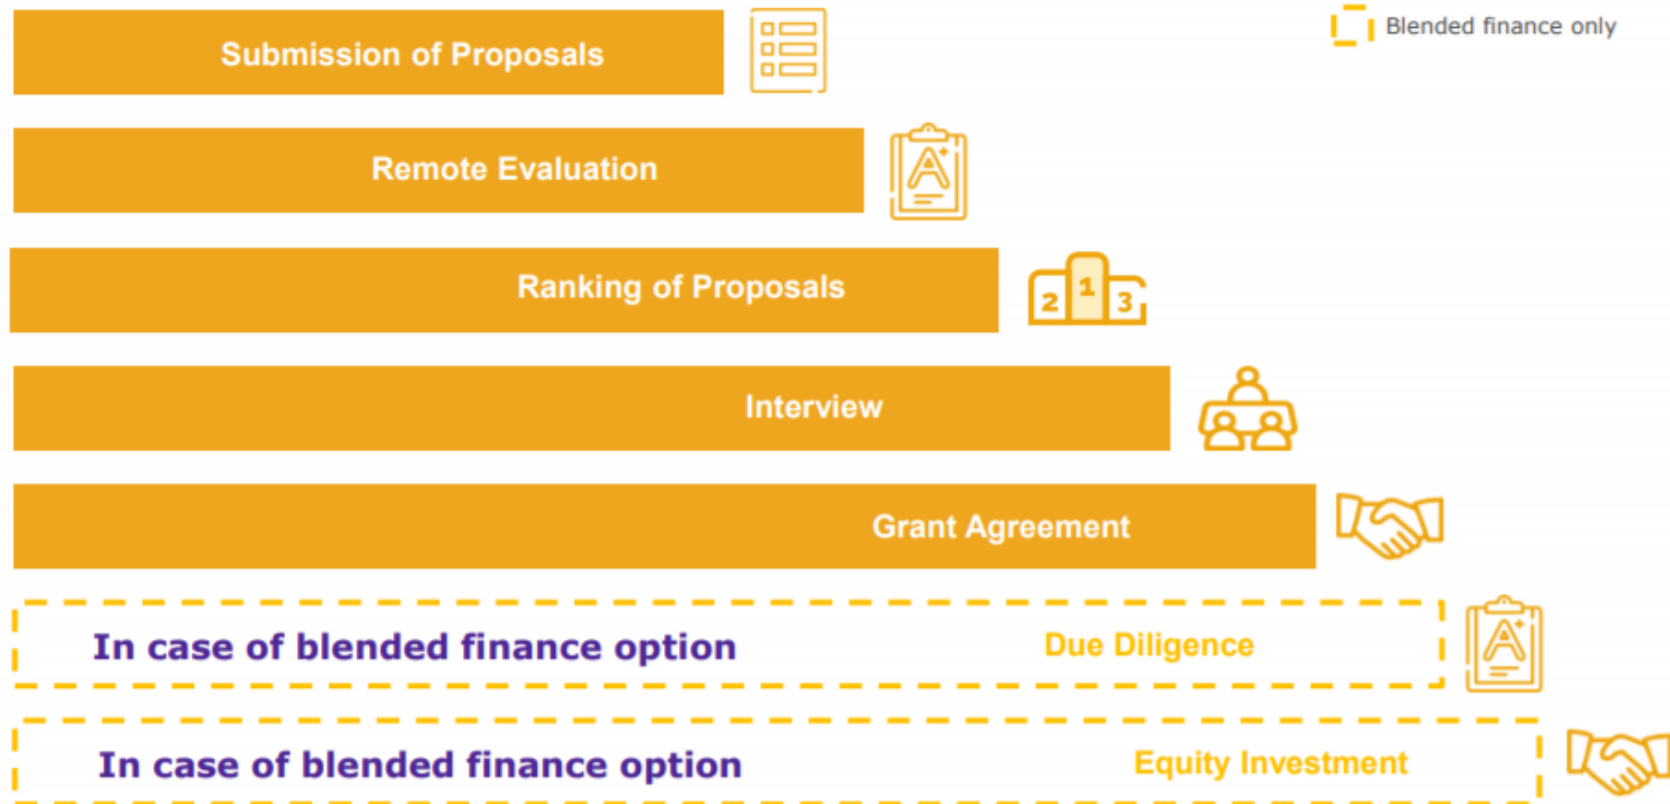 Blended finance only
Submission of Proposals
Remote Evaluation
A+
Ranking of Proposals
2 1 3
Interview
Grant Agreement
In case of blended finance option Due Diligence
A+
In case of blended finance option Equity Investment